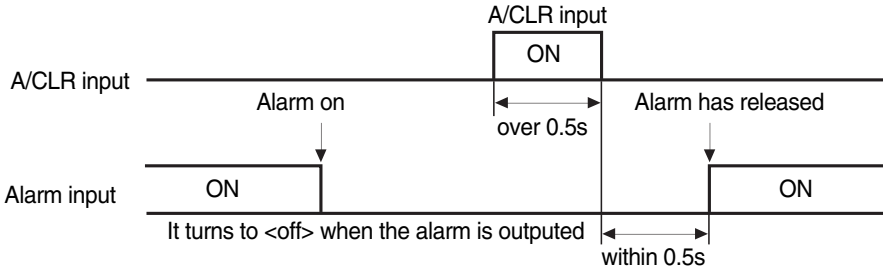 A/CLR input
ON
A/CLR input
Alarm on
over 0.5s
Alarm has released
Alarm input
ON
ON
It turns to <off> when the alarm is outputed
within 0.5s